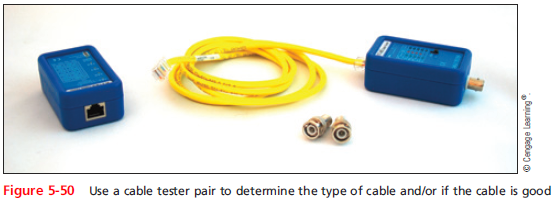 © Cengage Learning®.
Figure 5-50 Use a cable tester pair to determine the type of cable and/or if the cable is good